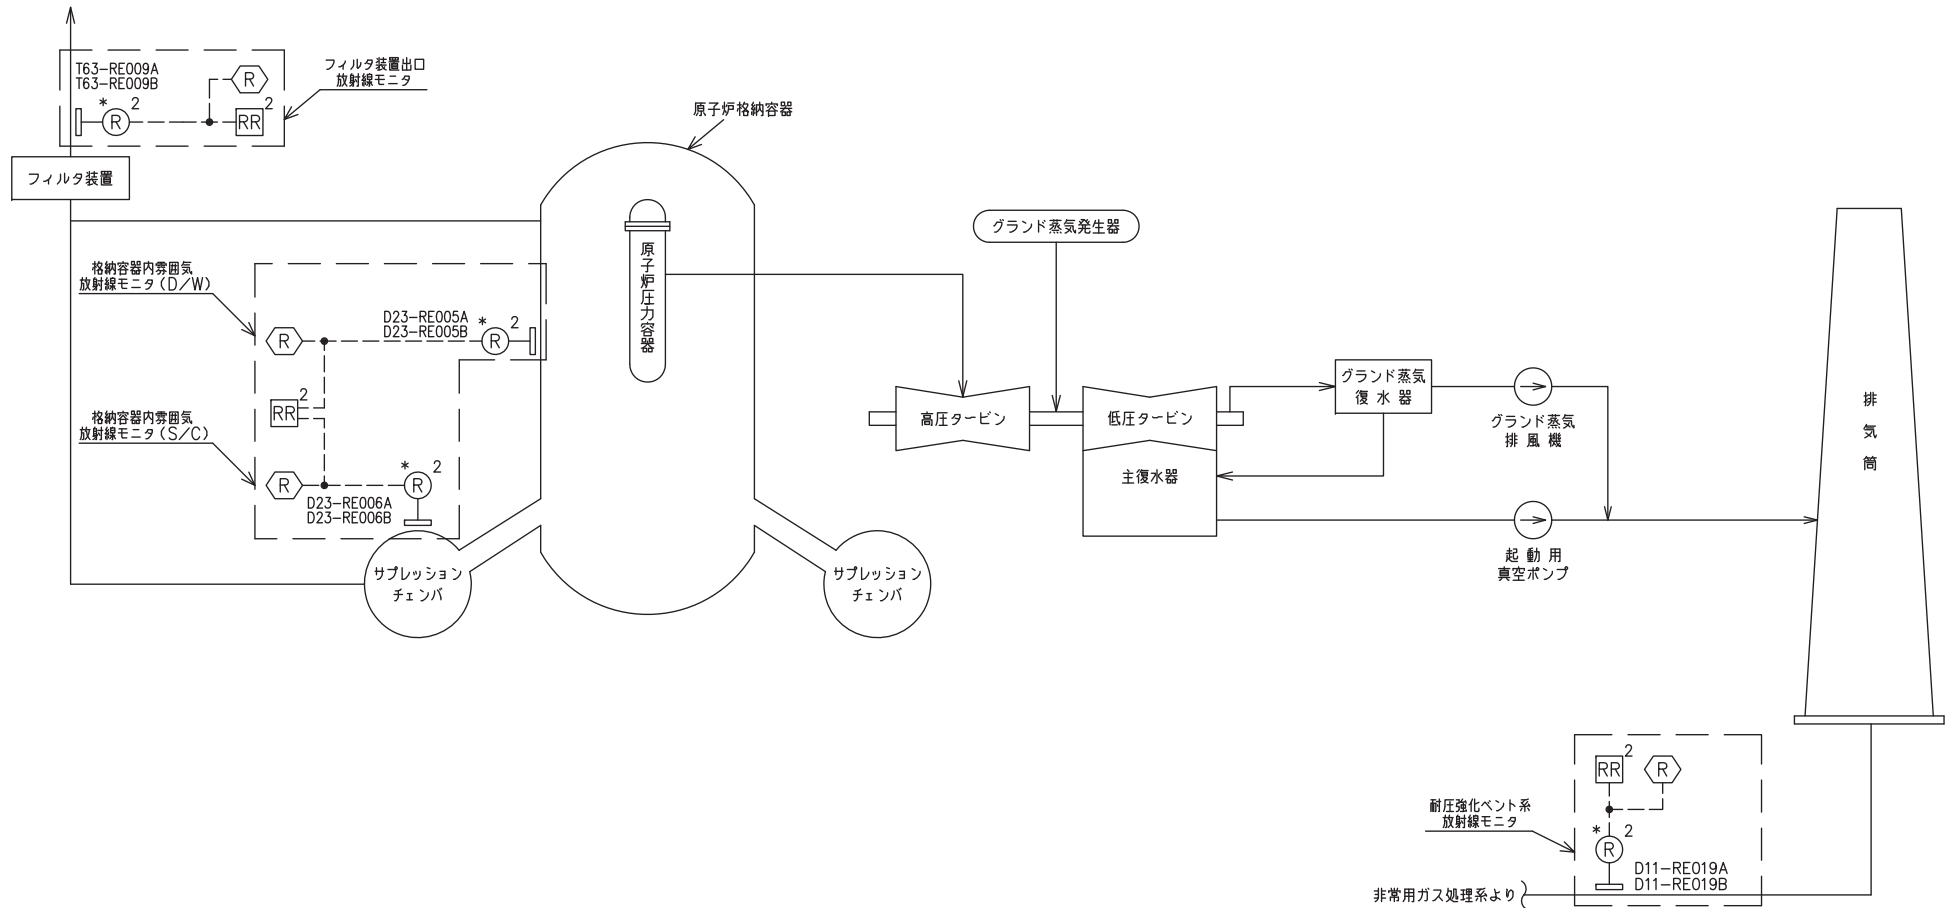 T63-RE009A
T63-RE009B
* R 2
R
RR 2
フィルタ装置出口
放射線モニタ
フィルタ装置
原子炉格納容器
原子炉圧力容器
格納容器内雰囲気
放射線モニタ(D/W)
R
D23-RE005A
D23-RE005B
* R 2
RR 2
格納容器内雰囲気
放射線モニタ(S/C)
R
* R 2
D23-RE006A
D23-RE006B
サプレッション
チェンバ
サプレッション
チェンバ
グランド蒸気発生器
高圧タービン
低圧タービン
主復水器
グランド蒸気
復水器
グランド蒸気
排風機
起動用
真空ポンプ
排気筒
RR 2
R
耐圧強化ベント系
放射線モニタ
* R 2
D11-RE019A
D11-RE019B
非常用ガス処理系より